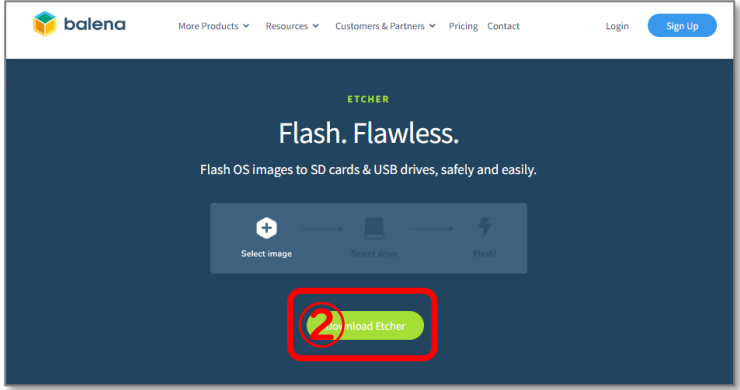 balena
More Products Resources Customers & Partners Pricing Contact Login Sign Up
ETCHER
Flash. Flawless.
Flash OS images to SD cards & USB drives, safely and easily.
Select image Select drive Flash!
② Download Etcher